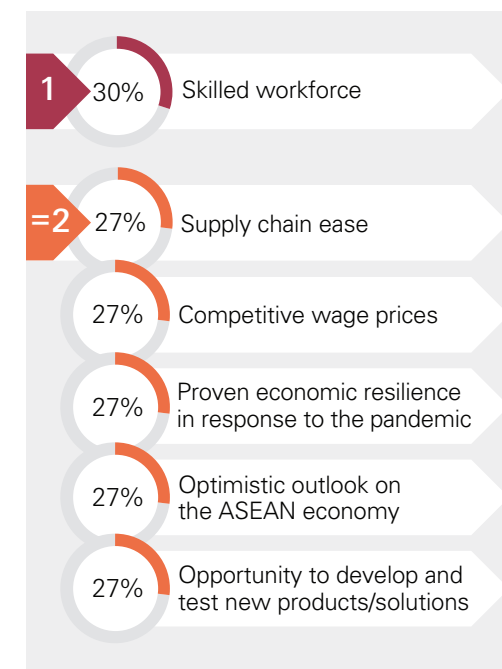 1
30%
Skilled workforce
=2
27%
Supply chain ease
27%
Competitive wage prices
27%
Proven economic resilience
in response to the pandemic
27%
Optimistic outlook on
the ASEAN economy
27%
Opportunity to develop and
test new products/solutions